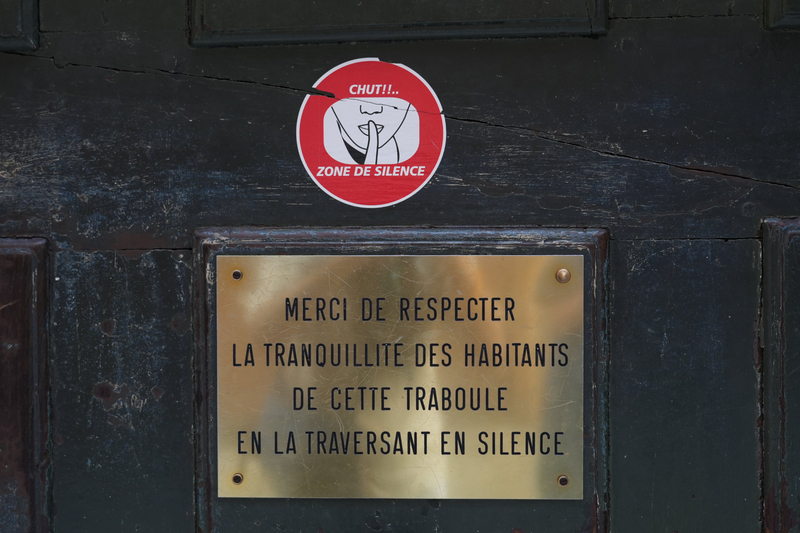 CHUT!!..
ZONE DE SILENCE
MERCI DE RESPECTER
LA TRANQUILLITE DES HABITANTS
DE CETTE TRABOULE
EN LA TRAVERSANT EN SILENCE